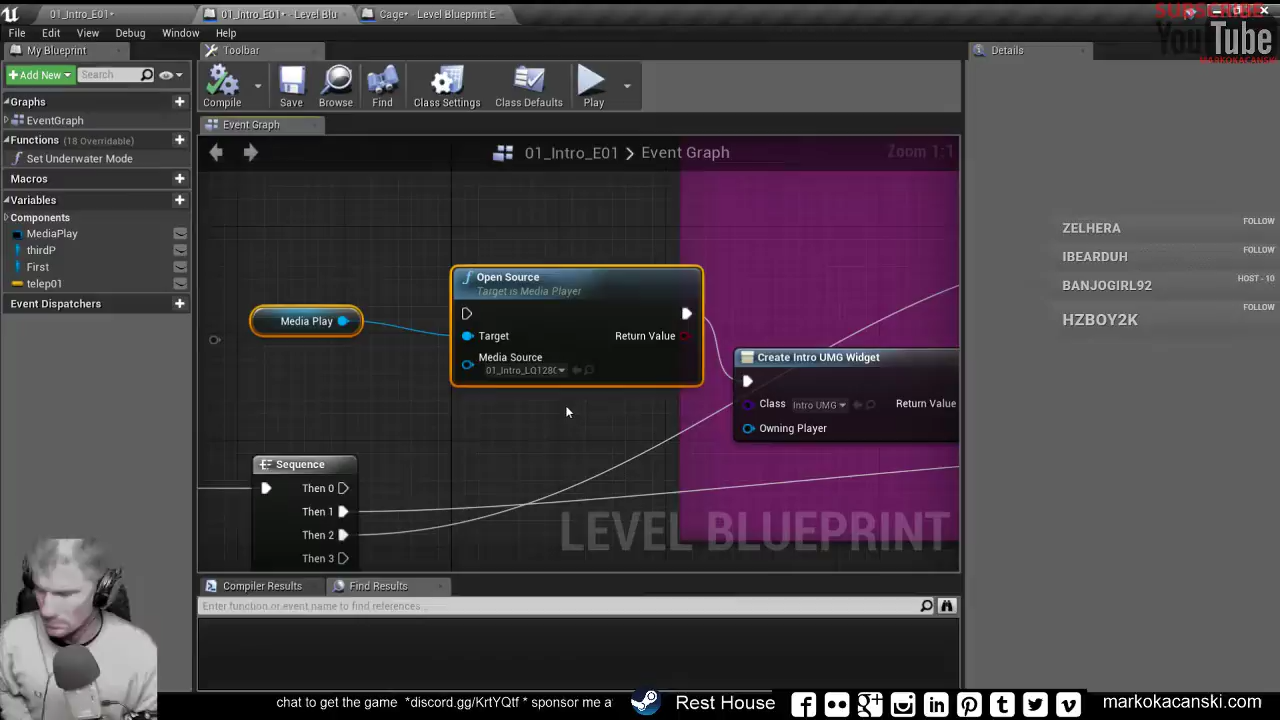 01_Intro_E01•
01_Intro_E01• - Level Blu
Cage• - Level Blueprint E
SUBSCRIBE
You Tube
MARKOKACANSKI
File Edit View Debug Window Help
My Blueprint
Toolbar
Details
Add New
Search
Compile
Save
Browse
Find
Class Settings
Class Defaults
Play
Graphs
EventGraph
Functions (18 Overridable)
Set Underwater Mode
Macros
Variables
Components
MediaPlay
thirdP
First
telep01
Event Dispatchers
Event Graph
01_Intro_E01 > Event Graph
Zoom 1:1
Media Play
Open Source
Target is Media Player
Target
Return Value
Media Source
01_Intro_LQ128(
Create Intro UMG Widget
Class
Intro UMG
Return Value
Owning Player
Sequence
Then 0
Then 1
Then 2
Then 3
LEVEL BLUEPRINT
ZELHERA FOLLOW
IBEARDUH FOLLOW
BANJOGIRL92 HOST - 10
HZBOY2K FOLLOW
Compiler Results
Find Results
Enter function or event name to find references...
chat to get the game *discord.gg/KrtYQtf * sponsor me a
Rest House
markokacanski.com